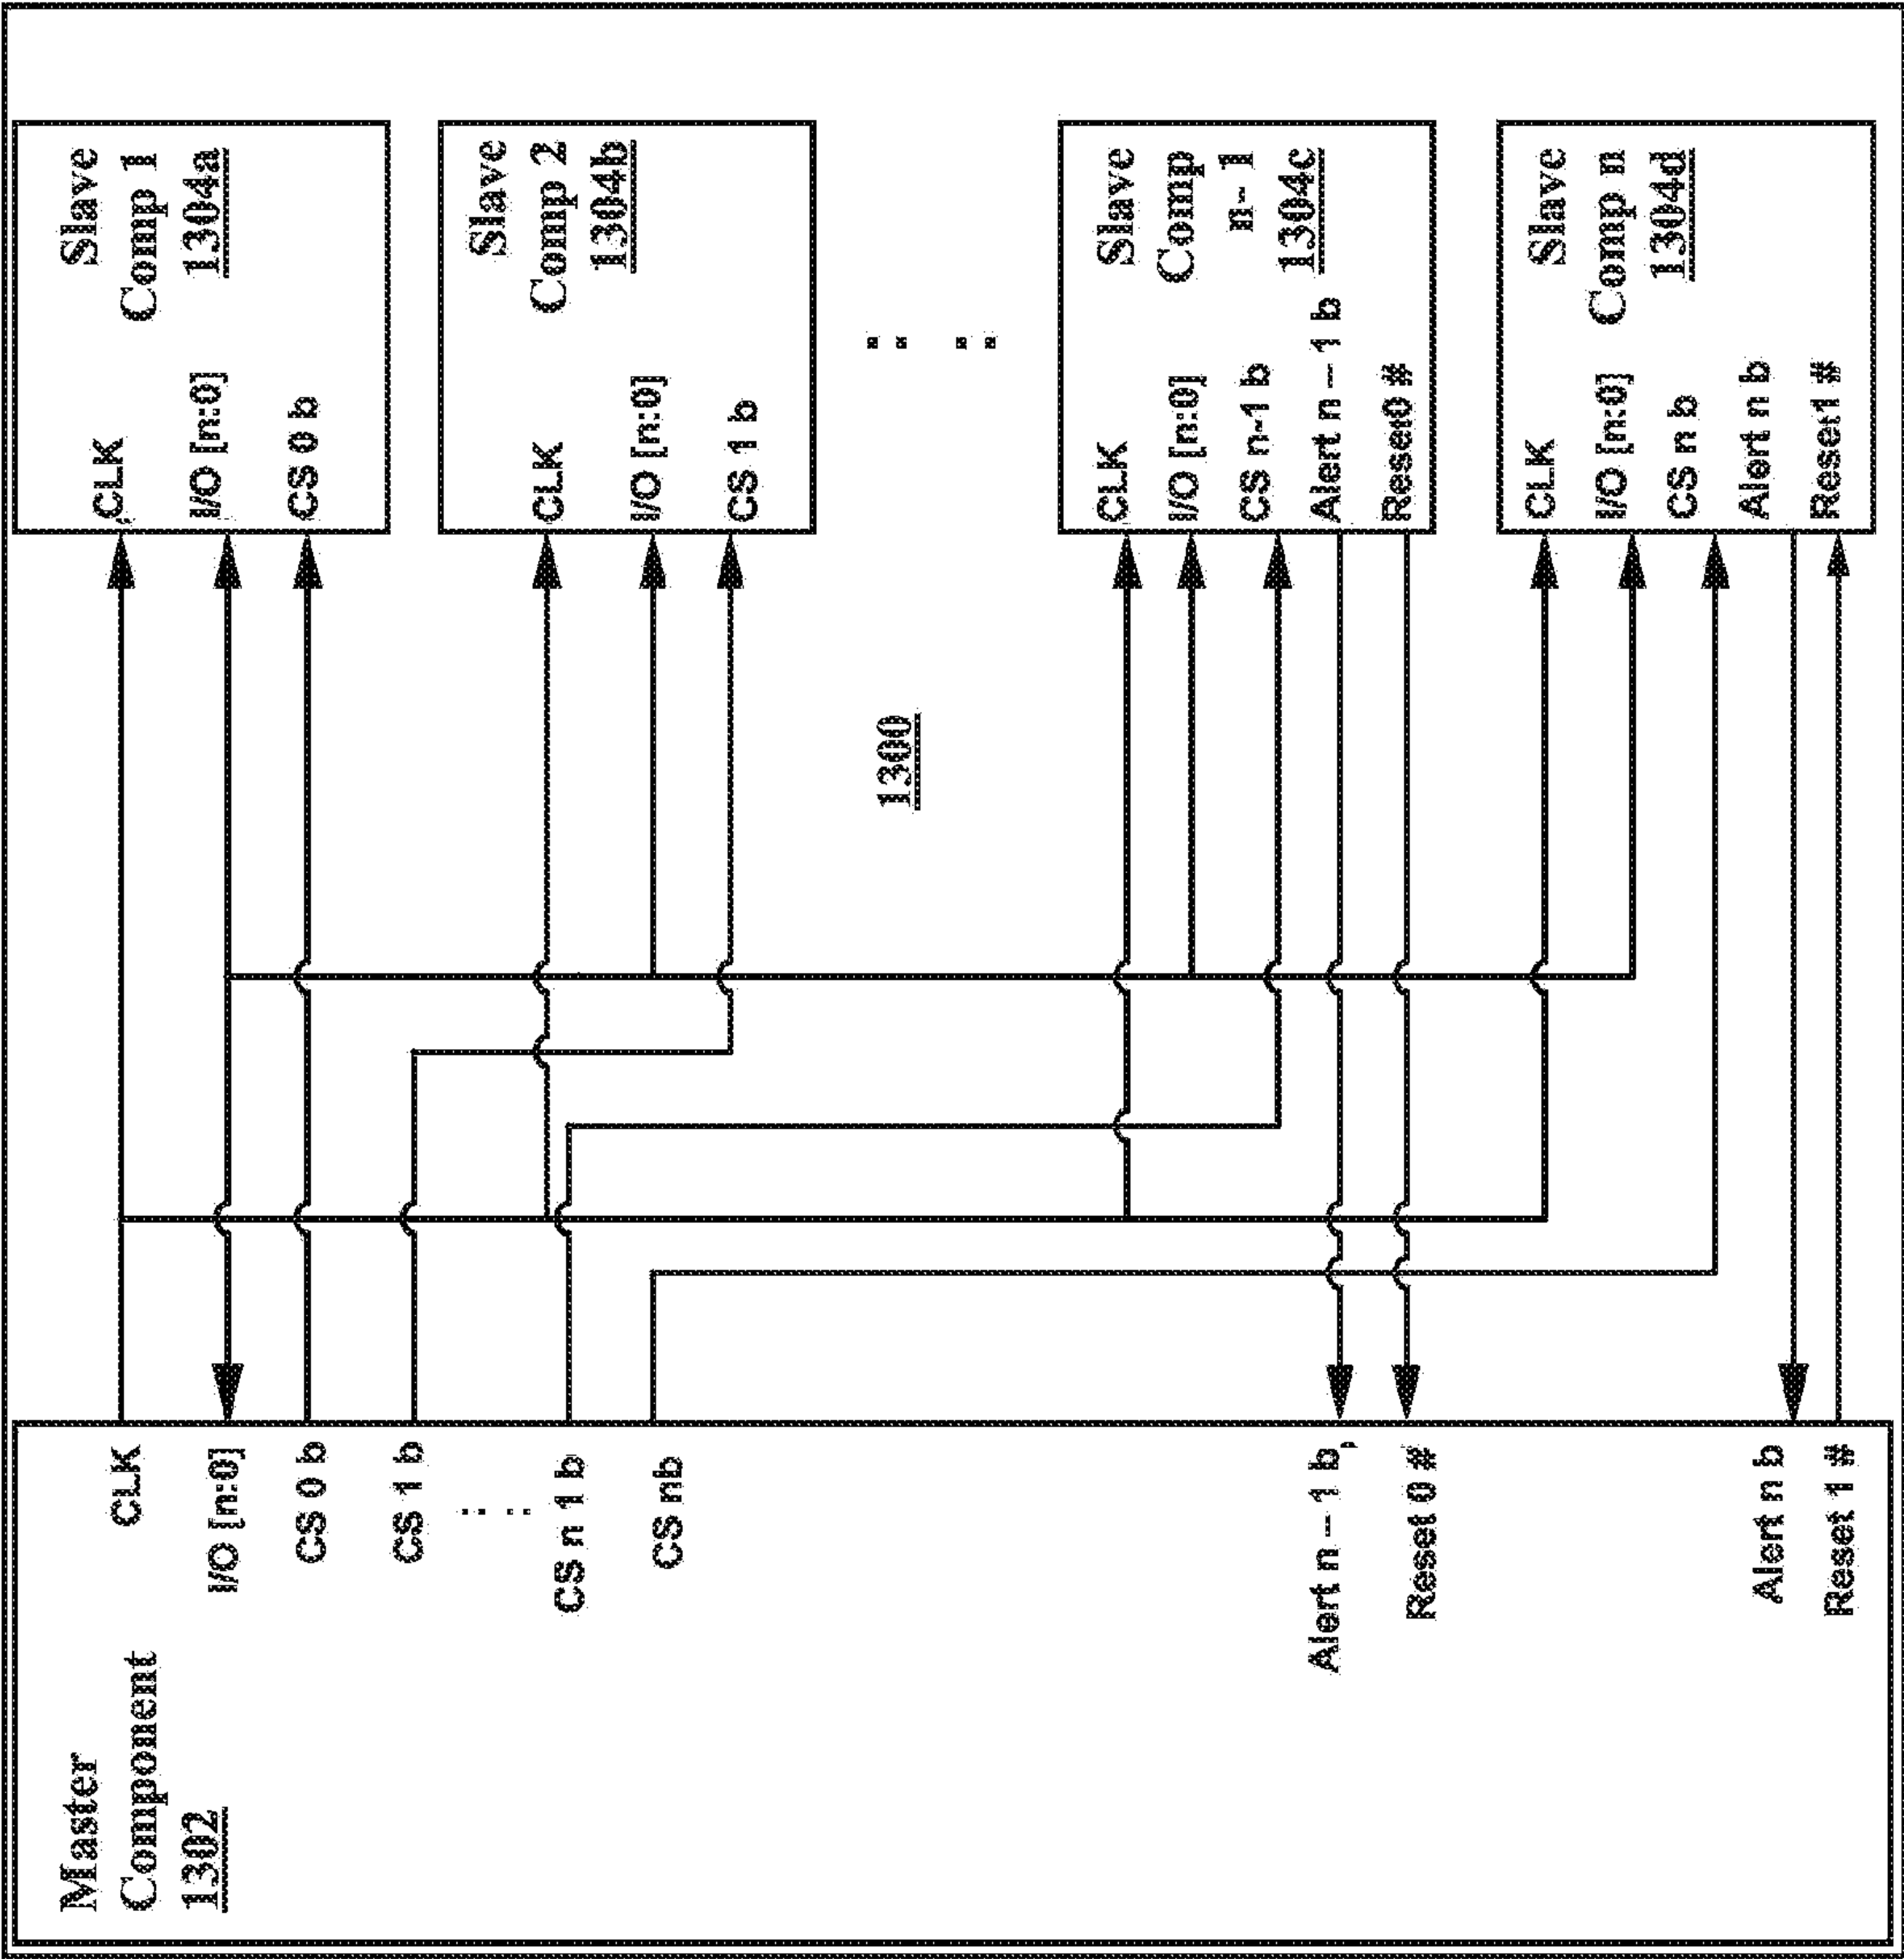 Master
Component
1302
CLK
I/O [n:0]
CS 0 b
CS 1 b
: :
CS n 1 b
CS nb
Alert n – 1 b,
Reset 0 #
Alert n b
Reset 1 #
1300
Slave
Comp 1
1304a
CLK
I/O [n:0]
CS 0 b
Slave
Comp 2
1304b
CLK
I/O [n:0]
CS 1 b
: :
Slave
Comp
n- 1
1304c
CLK
I/O [n:0]
CS n-1 b
Alert n – 1 b
Reset0 #
Slave
Comp n
1304d
CLK
I/O [n:0]
CS n b
Alert n b
Reset1 #